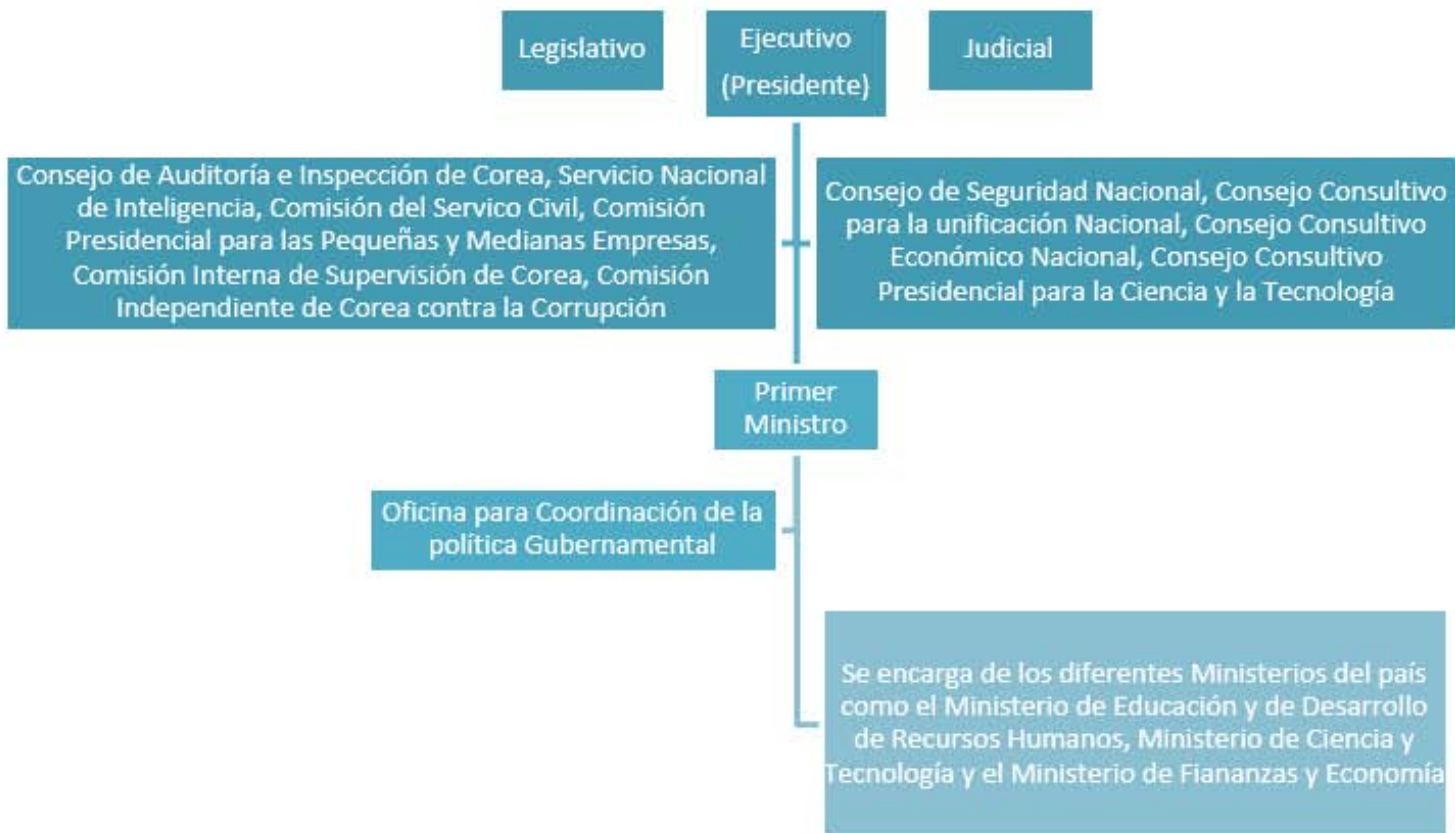 Legislativo
Ejecutivo
(Presidente)
Judicial
Consejo de Auditoría e Inspección de Corea, Servicio Nacional
de Inteligencia, Comisión del Servico Civil, Comisión
Presidencial para las Pequeñas y Medianas Empresas,
Comisión Interna de Supervisión de Corea, Comisión
Independiente de Corea contra la Corrupción
Consejo de Seguridad Nacional, Consejo Consultivo
para la unificación Nacional, Consejo Consultivo
Económico Nacional, Consejo Consultivo
Presidencial para la Ciencia y la Tecnología
Primer
Ministro
Oficina para Coordinación de la
política Gubernamental
Se encarga de los diferentes Ministerios del país
como el Ministerio de Educación y de Desarrollo
de Recursos Humanos, Ministerio de Ciencia y
Tecnología y el Ministerio de Fiananzas y Economía